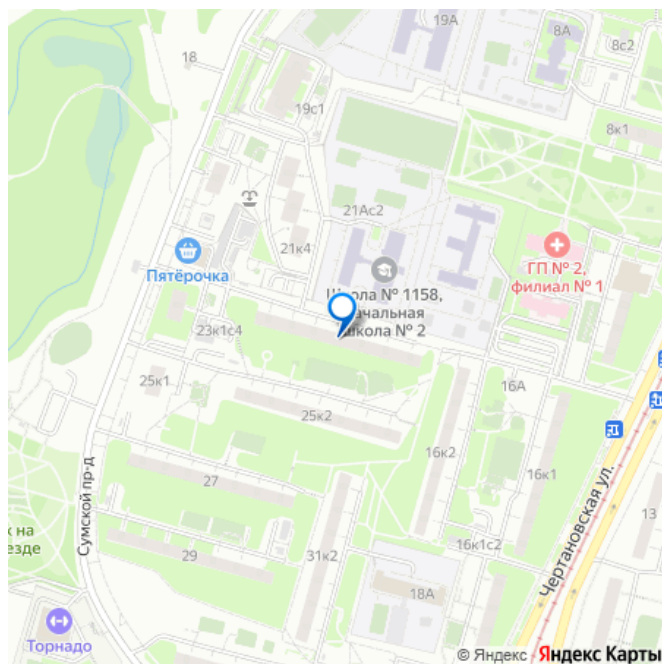 19А
8А
8с2
18
19с1
8к1
21Ас2
21к4
ГП № 2,
филиал № 1
Пятёрочка
Школа № 1158,
начальная
школа № 2
23к1с4
25к1
16А
25к2
16к2
16к1
Чертановская ул.
Сумской пр-д
27
13
к на
езде
29
31к2
16к1с2
18А
Торнадо
© Яндекс Яндекс Карты